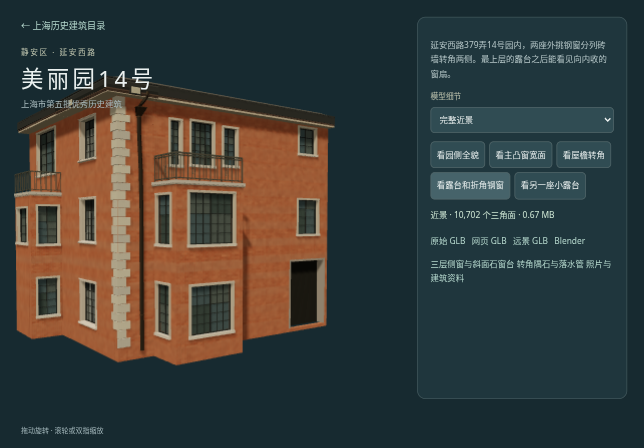 ← 上海历史建筑目录
静安区 · 延安西路
美丽园14号
上海市第五批优秀历史建筑
延安西路379弄14号园内，两座外挑钢窗分列砖
墙转角两侧。最上层的露台之后能看见向内收的
窗扇。
模型细节
完整近景
看园侧全貌 看主凸窗宽面 看屋檐转角
看露台和折角钢窗 看另一座小露台
近景 · 10,702 个三角面 · 0.67 MB
原始 GLB 网页 GLB 远景 GLB Blender
三层侧窗与斜面石窗台 转角隔石与落水管 照片与
建筑资料
拖动旋转 · 滚轮或双指缩放